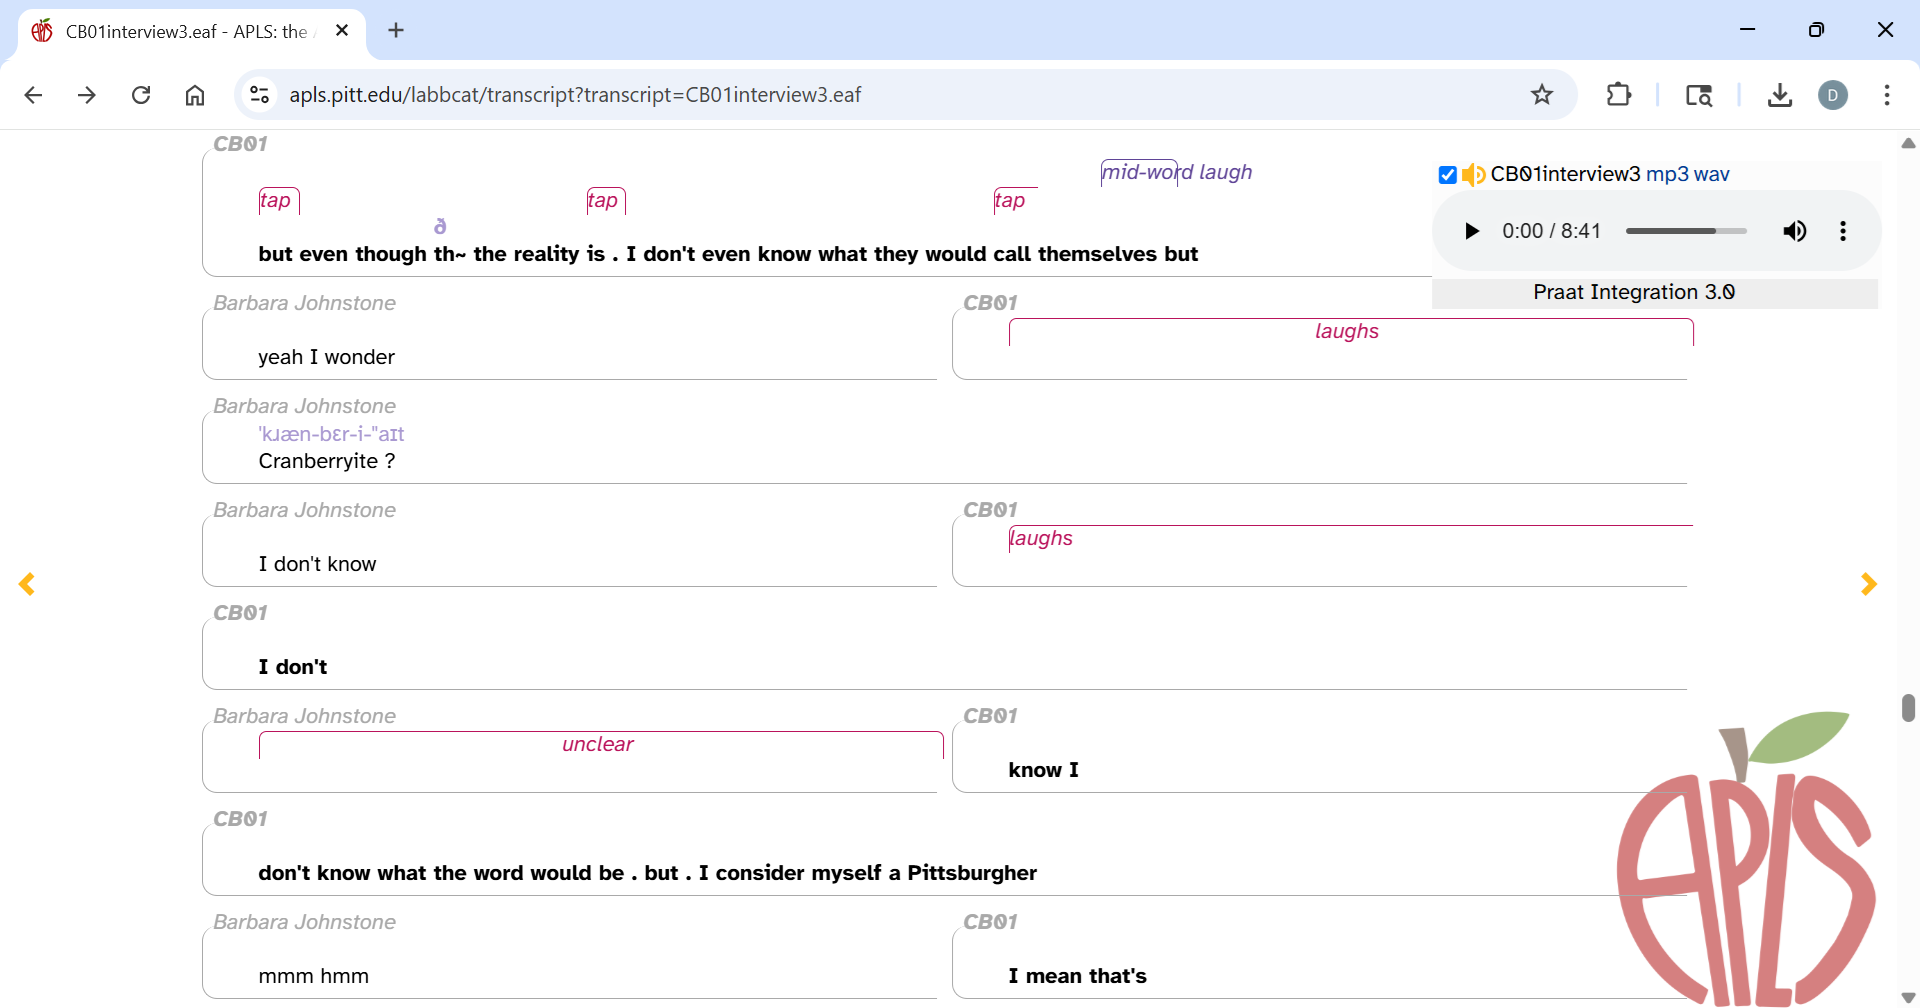 CB01interview3.eaf - APLS: the
apls.pitt.edu/labbcat/transcript?transcript=CB01interview3.eaf
D
CB01
mid-word laugh
tap tap tap
ð
but even though th~ the reality is . I don't even know what they would call themselves but
CB01interview3 mp3 wav
0:00 / 8:41
Praat Integration 3.0
Barbara Johnstone
yeah I wonder
CB01
laughs
Barbara Johnstone
'kɹæn-bɛr-i-"aɪt
Cranberryite ?
Barbara Johnstone
I don't know
CB01
laughs
CB01
I don't
Barbara Johnstone
unclear
CB01
know I
CB01
don't know what the word would be . but . I consider myself a Pittsburgher
Barbara Johnstone
mmm hmm
CB01
I mean that's
APLS